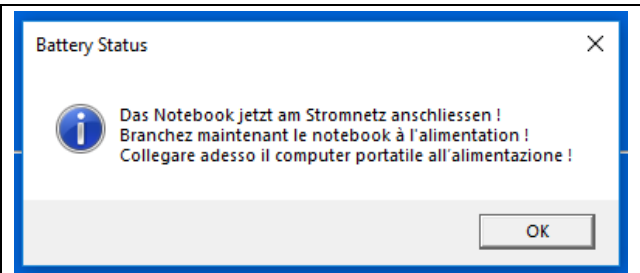 Battery Status
Das Notebook jetzt am Stromnetz anschliessen !
Branchez maintenant le notebook à l'alimentation !
Collegare adesso il computer portatile all'alimentazione !
OK